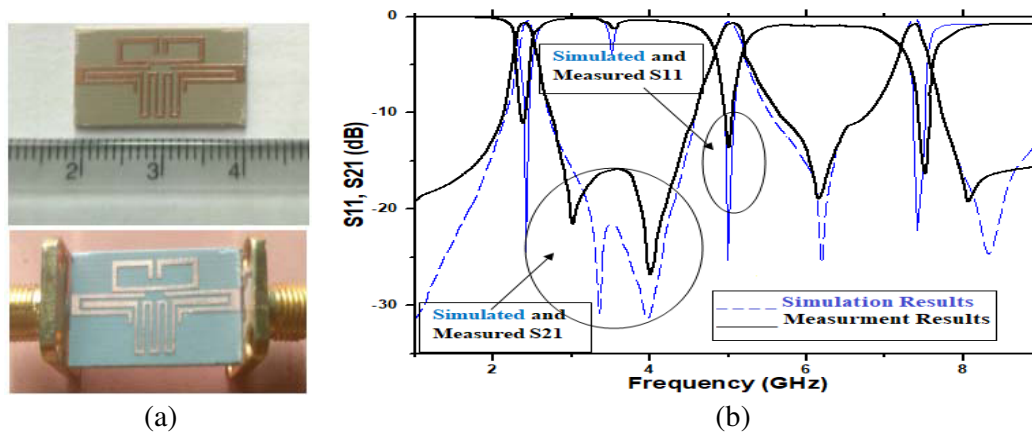 2 3 4
(a)
S11, S21 (dB)
0
-10
-20
-30
Simulated and
Measured S11
Simulated and
Measured S21
Simulation Results
Measurment Results
2 4 6 8
Frequency (GHz)
(b)